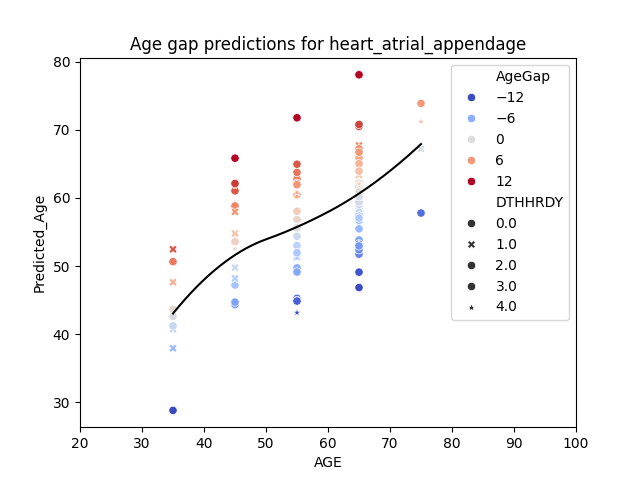 Age gap predictions for heart_atrial_appendage
80
70
60
50
40
30
Predicted_Age
20 30 40 50 60 70 80 90 100
AGE
AgeGap
−12
−6
0
6
12
DTHHRDY
0.0
1.0
2.0
3.0
4.0